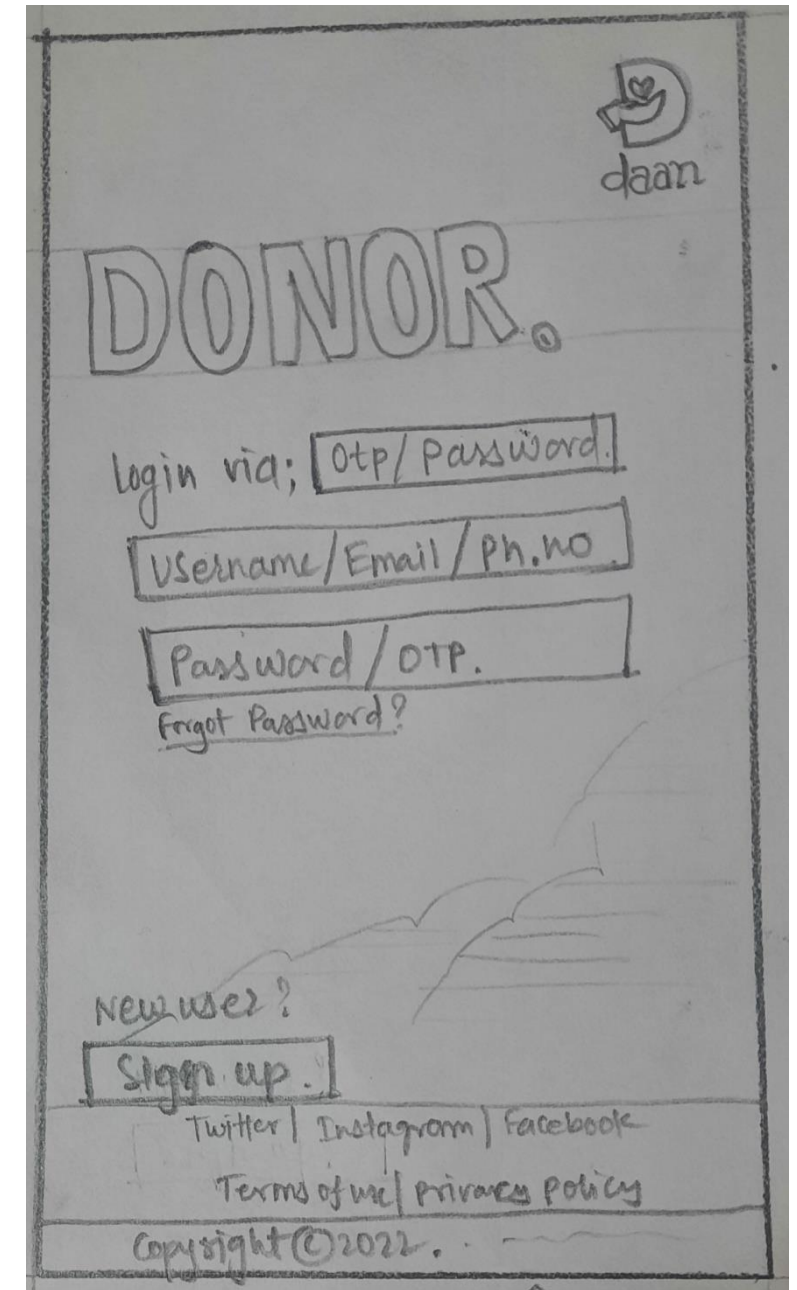 daan
DONOR.
Login via; Otp/Password.
Username/Email/Ph.no.
Password/OTP.
Forgot Password?
New user?
Sign up.
Twitter| Instagram| Facebook
Terms of use| privacy policy
Copyright©2022.